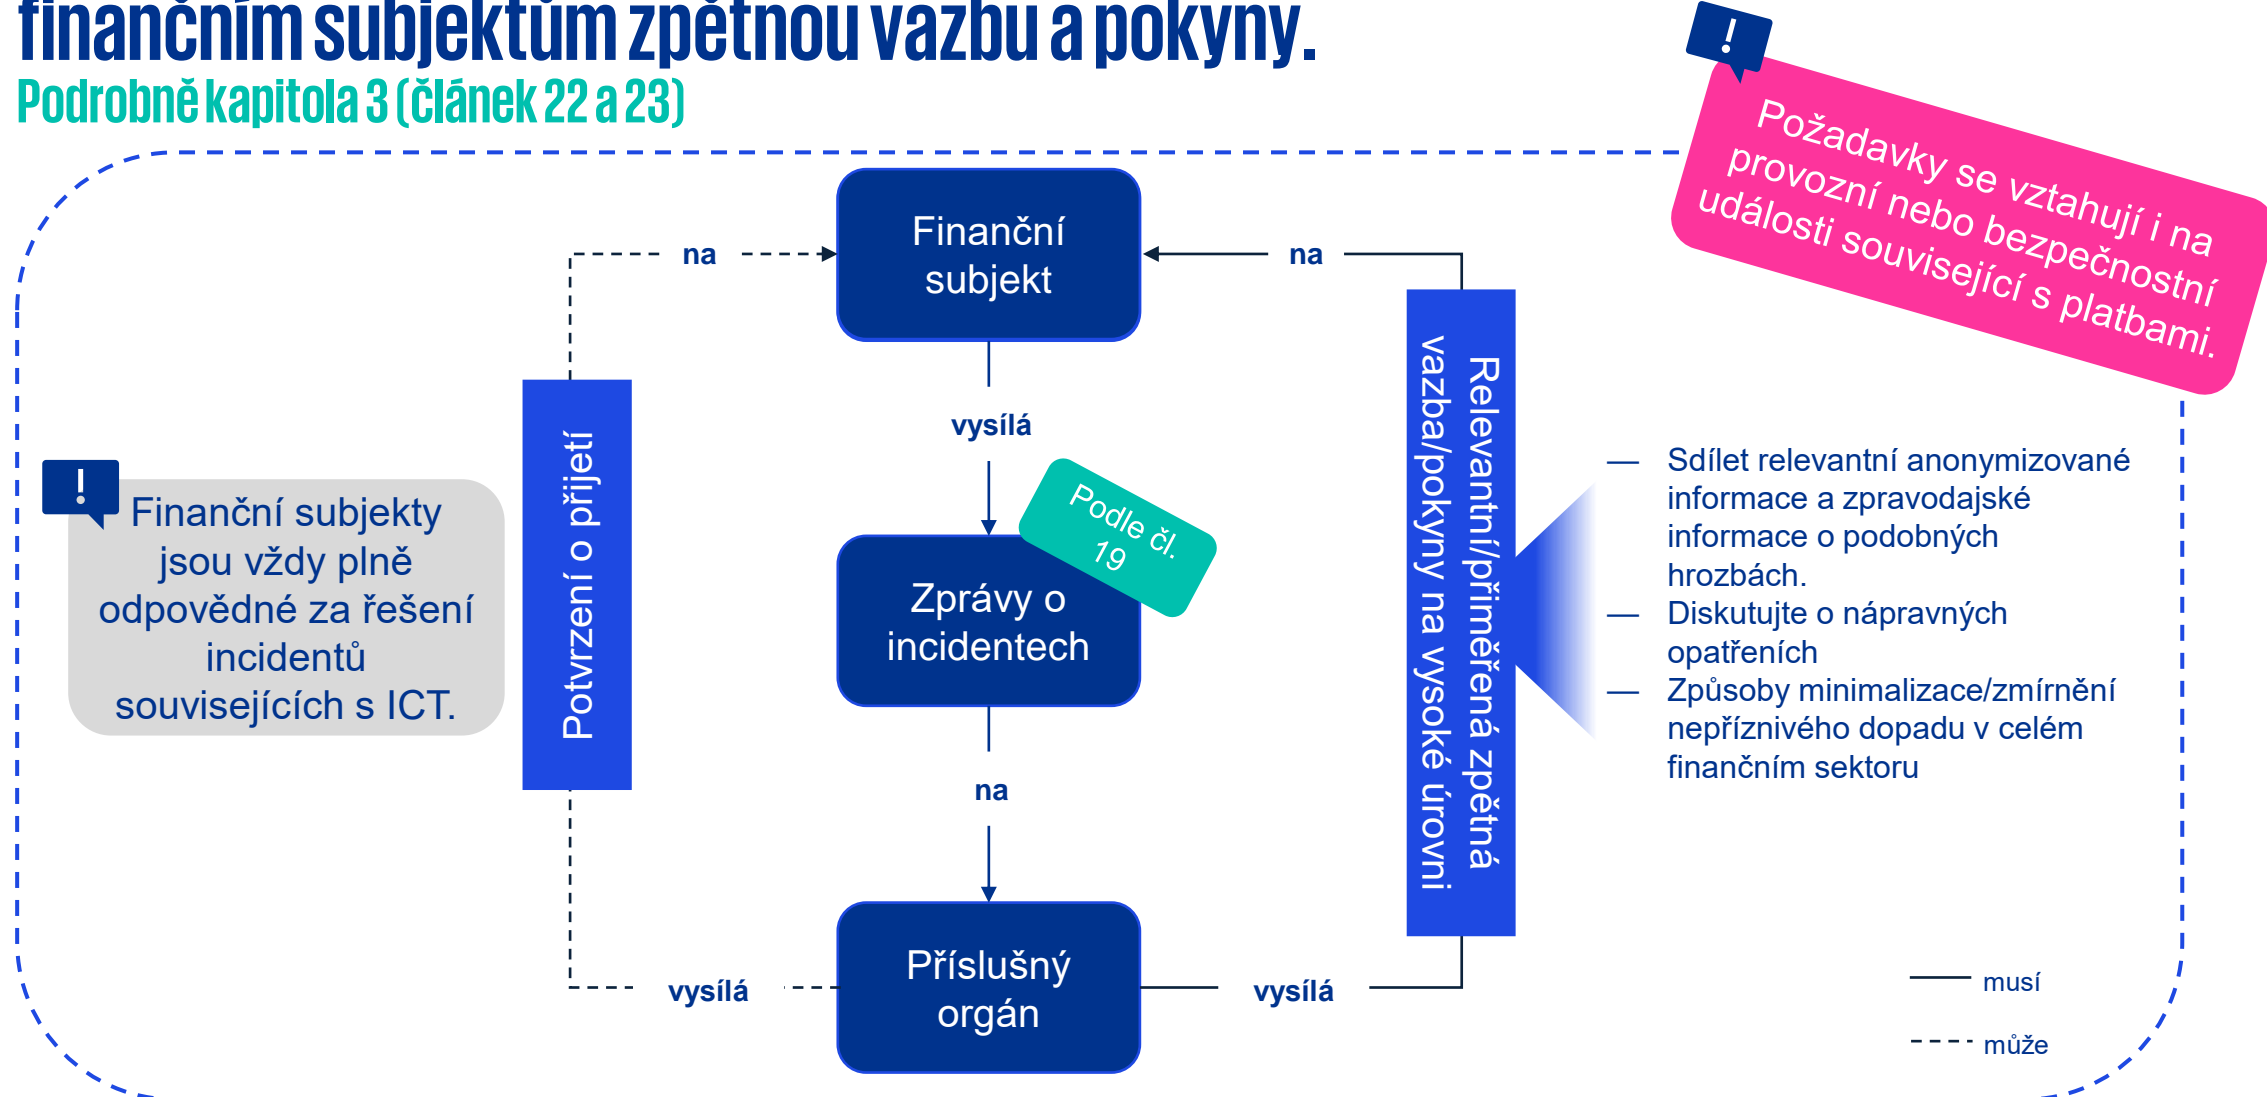 finančním subjektům zpětnou vazbu a pokyny.
Podrobně kapitola 3 (článek 22 a 23)
!
Požadavky se vztahují i na
provozní nebo bezpečnostní
události související s platbami.
Finanční
subjekt
na
na
vysílá
Podle čl.
19
Zprávy o
incidentech
na
Příslušný
orgán
vysílá
vysílá
Potvrzení o přijetí
Relevantní/přiměřená zpětná
vazba/pokyny na vysoké úrovni
!
Finanční subjekty
jsou vždy plně
odpovědné za řešení
incidentů
souvisejících s ICT.
— Sdílet relevantní anonymizované
informace a zpravodajské
informace o podobných
hrozbách.
— Diskutujte o nápravných
opatřeních
— Způsoby minimalizace/zmírnění
nepříznivého dopadu v celém
finančním sektoru
musí
může